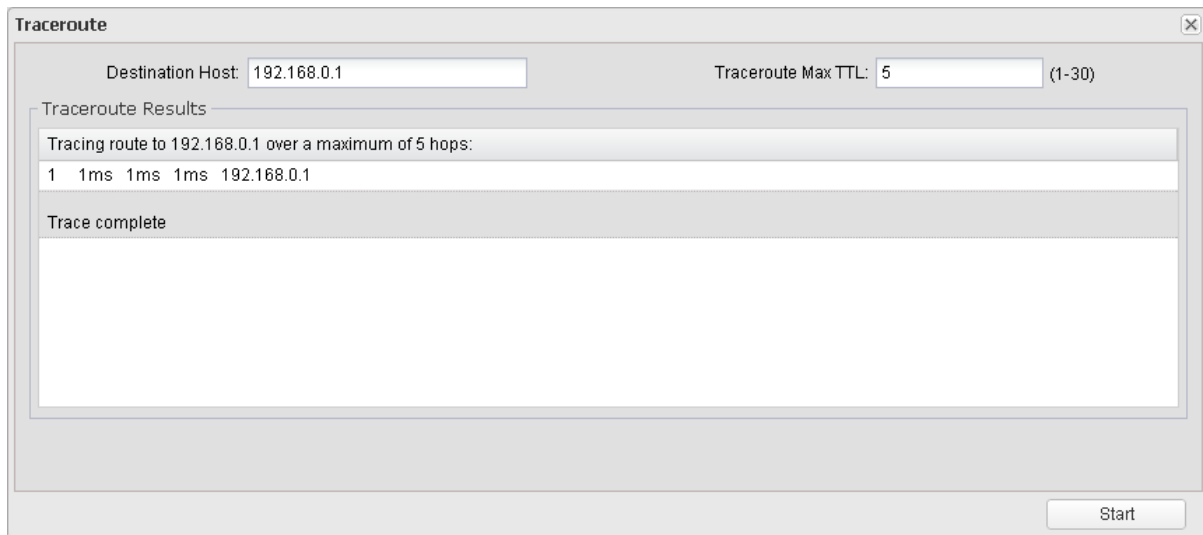 Traceroute
Destination Host: 192.168.0.1 Traceroute Max TTL: 5 (1-30)
Traceroute Results
Tracing route to 192.168.0.1 over a maximum of 5 hops:
1 1ms 1ms 1ms 192.168.0.1
Trace complete
Start